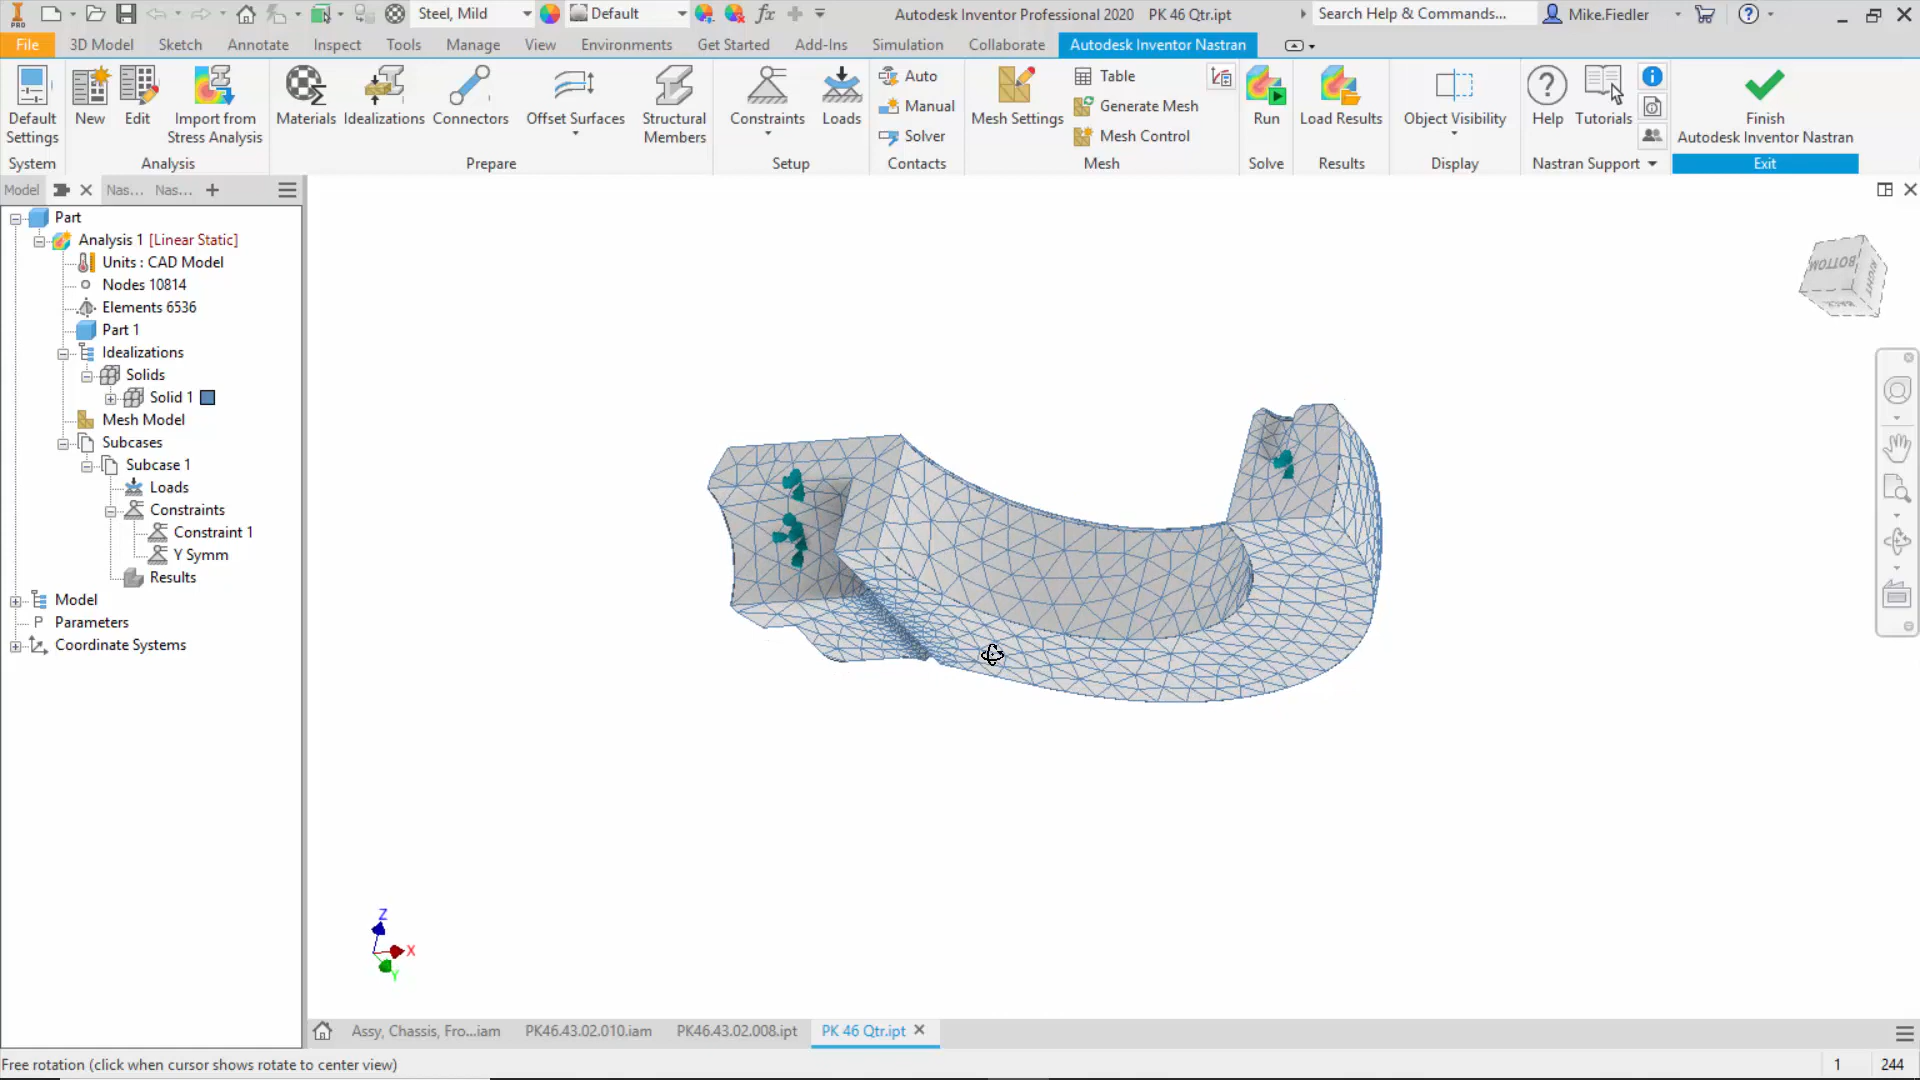 Steel, Mild
Default
fx
Autodesk Inventor Professional 2020 PK 46 Qtr.ipt
Search Help & Commands...
Mike.Fiedler
File
3D Model
Sketch
Annotate
Inspect
Tools
Manage
View
Environments
Get Started
Add-Ins
Simulation
Collaborate
Autodesk Inventor Nastran
Default
Settings
New
Edit
Import from
Stress Analysis
Materials
Idealizations
Connectors
Offset Surfaces
Structural
Members
Constraints
Loads
Auto
Manual
Solver
Mesh Settings
Table
Generate Mesh
Mesh Control
Run
Load Results
Object Visibility
Help
Tutorials
Finish
Autodesk Inventor Nastran
System
Analysis
Prepare
Setup
Contacts
Mesh
Solve
Results
Display
Nastran Support
Exit
Model
Nas...
Nas...
Part
Analysis 1 [Linear Static]
Units : CAD Model
Nodes 10814
Elements 6536
Part 1
Idealizations
Solids
Solid 1
Mesh Model
Subcases
Subcase 1
Loads
Constraints
Constraint 1
Y Symm
Results
Model
P Parameters
Coordinate Systems
BOTTOM
RIGHT
BACK
Z
X
Y
Assy, Chassis, Fro...iam
PK46.43.02.010.iam
PK46.43.02.008.ipt
PK 46 Qtr.ipt
Free rotation (click when cursor shows rotate to center view)
1
244